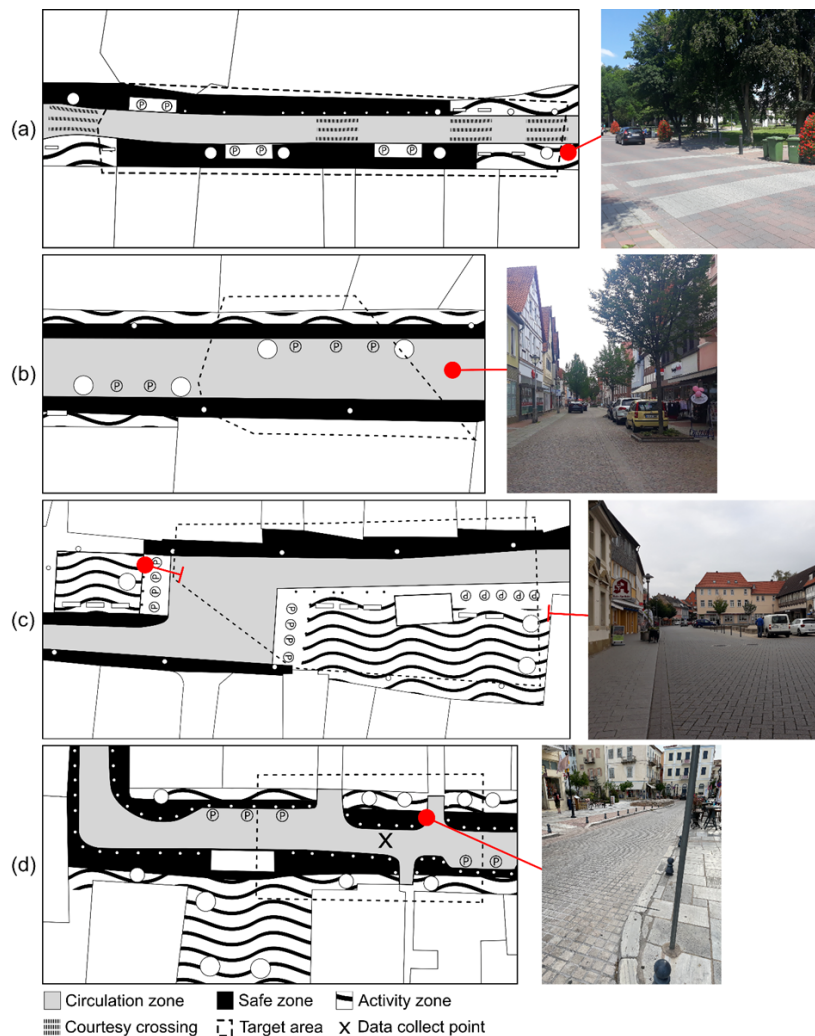 P P
(a)
P P P P
P P P
(b)
P P
P
P
P
P
P P P P P
(c)
P
P
P
P
P P P
X
(d)
P P
Circulation zone Safe zone Activity zone
Courtesy crossing Target area X Data collect point